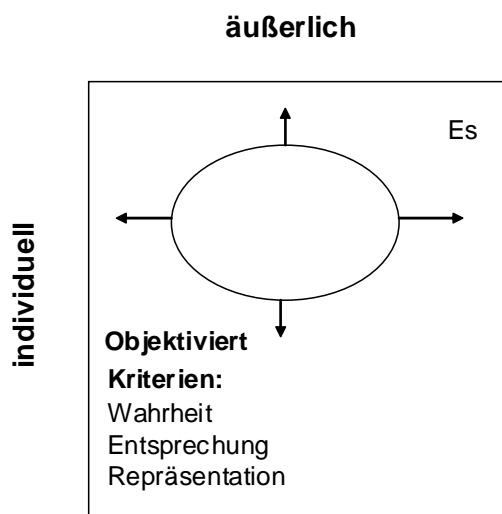 äußerlich
Es
individuell
Objektiviert
Kriterien:
Wahrheit
Entsprechung
Repräsentation